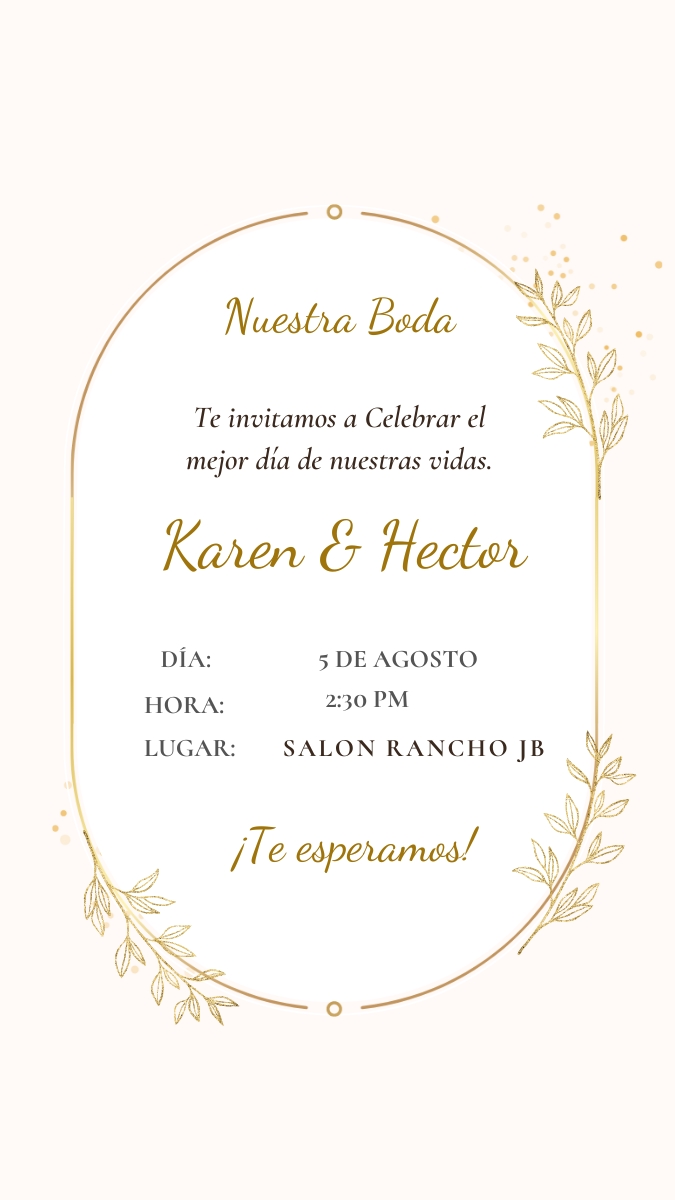 Nuestra Boda
Te invitamos a Celebrar el
mejor día de nuestras vidas.
Karen & Hector
DÍA: 5 DE AGOSTO
HORA: 2:30 PM
LUGAR: SALON RANCHO JB
¡Te esperamos!